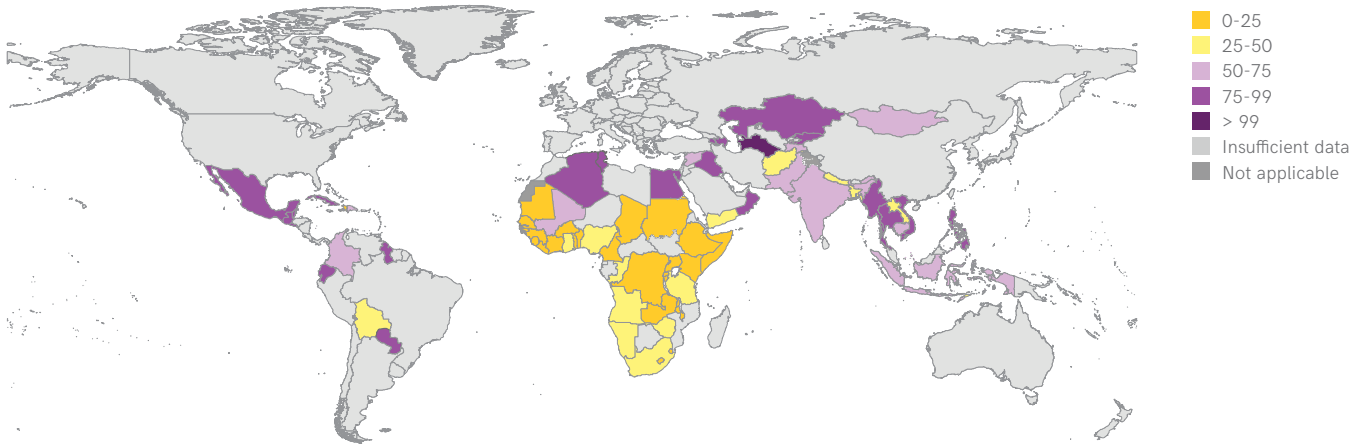 0-25
25-50
50-75
75-99
> 99
Insufficient data
Not applicable